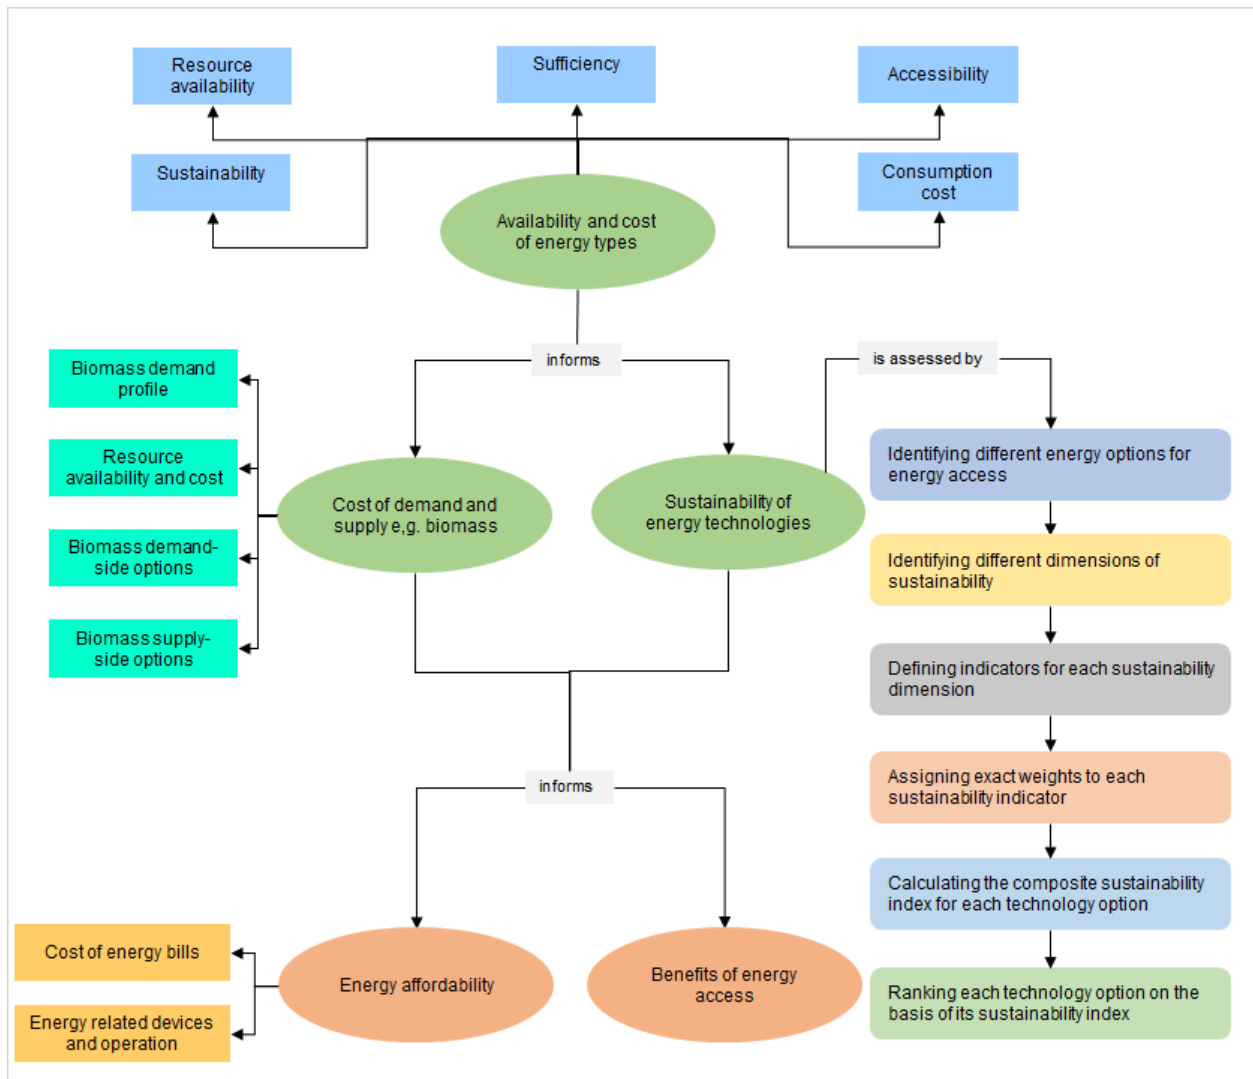 Resource
availability
Sufficiency
Accessibility
Sustainability
Consumption
cost
Availability and cost
of energy types
informs
is assessed by
Biomass demand
profile
Resource
availability and cost
Biomass demand-
side options
Biomass supply-
side options
Cost of demand and
supply e,g. biomass
Sustainability of
energy technologies
Identifying different energy options for
energy access
Identifying different dimensions of
sustainability
Defining indicators for each sustainability
dimension
Assigning exact weights to each
sustainability indicator
Calculating the composite sustainability
index for each technology option
Ranking each technology option on the
basis of its sustainability index
informs
Cost of energy bills
Energy related devices
and operation
Energy affordability
Benefits of energy
access